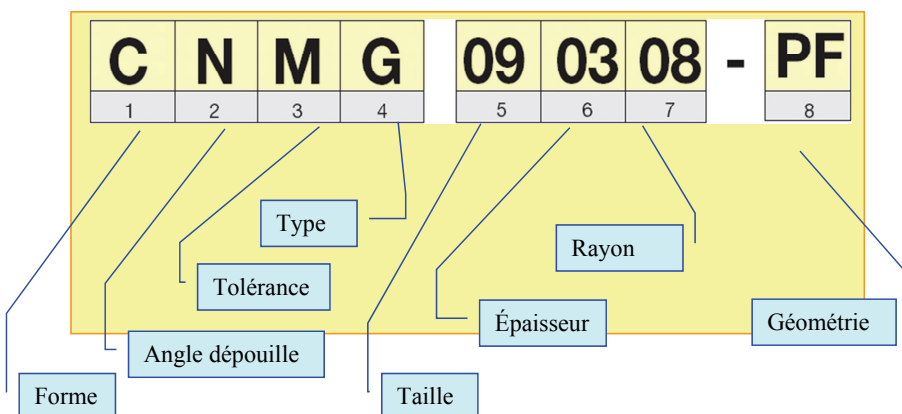 C N M G 09 03 08 - PF
1 2 3 4 5 6 7 8
Type
Rayon
Tolérance
Épaisseur
Géométrie
Angle dépouille
Forme
Taille